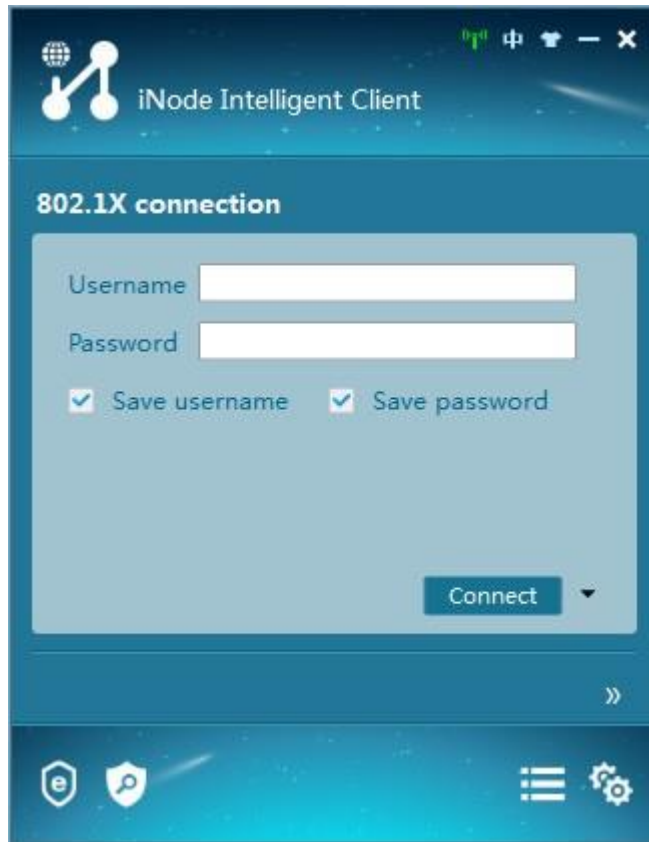 中
iNode Intelligent Client
802.1X connection
Username
Password
Save username Save password
Connect
»
e